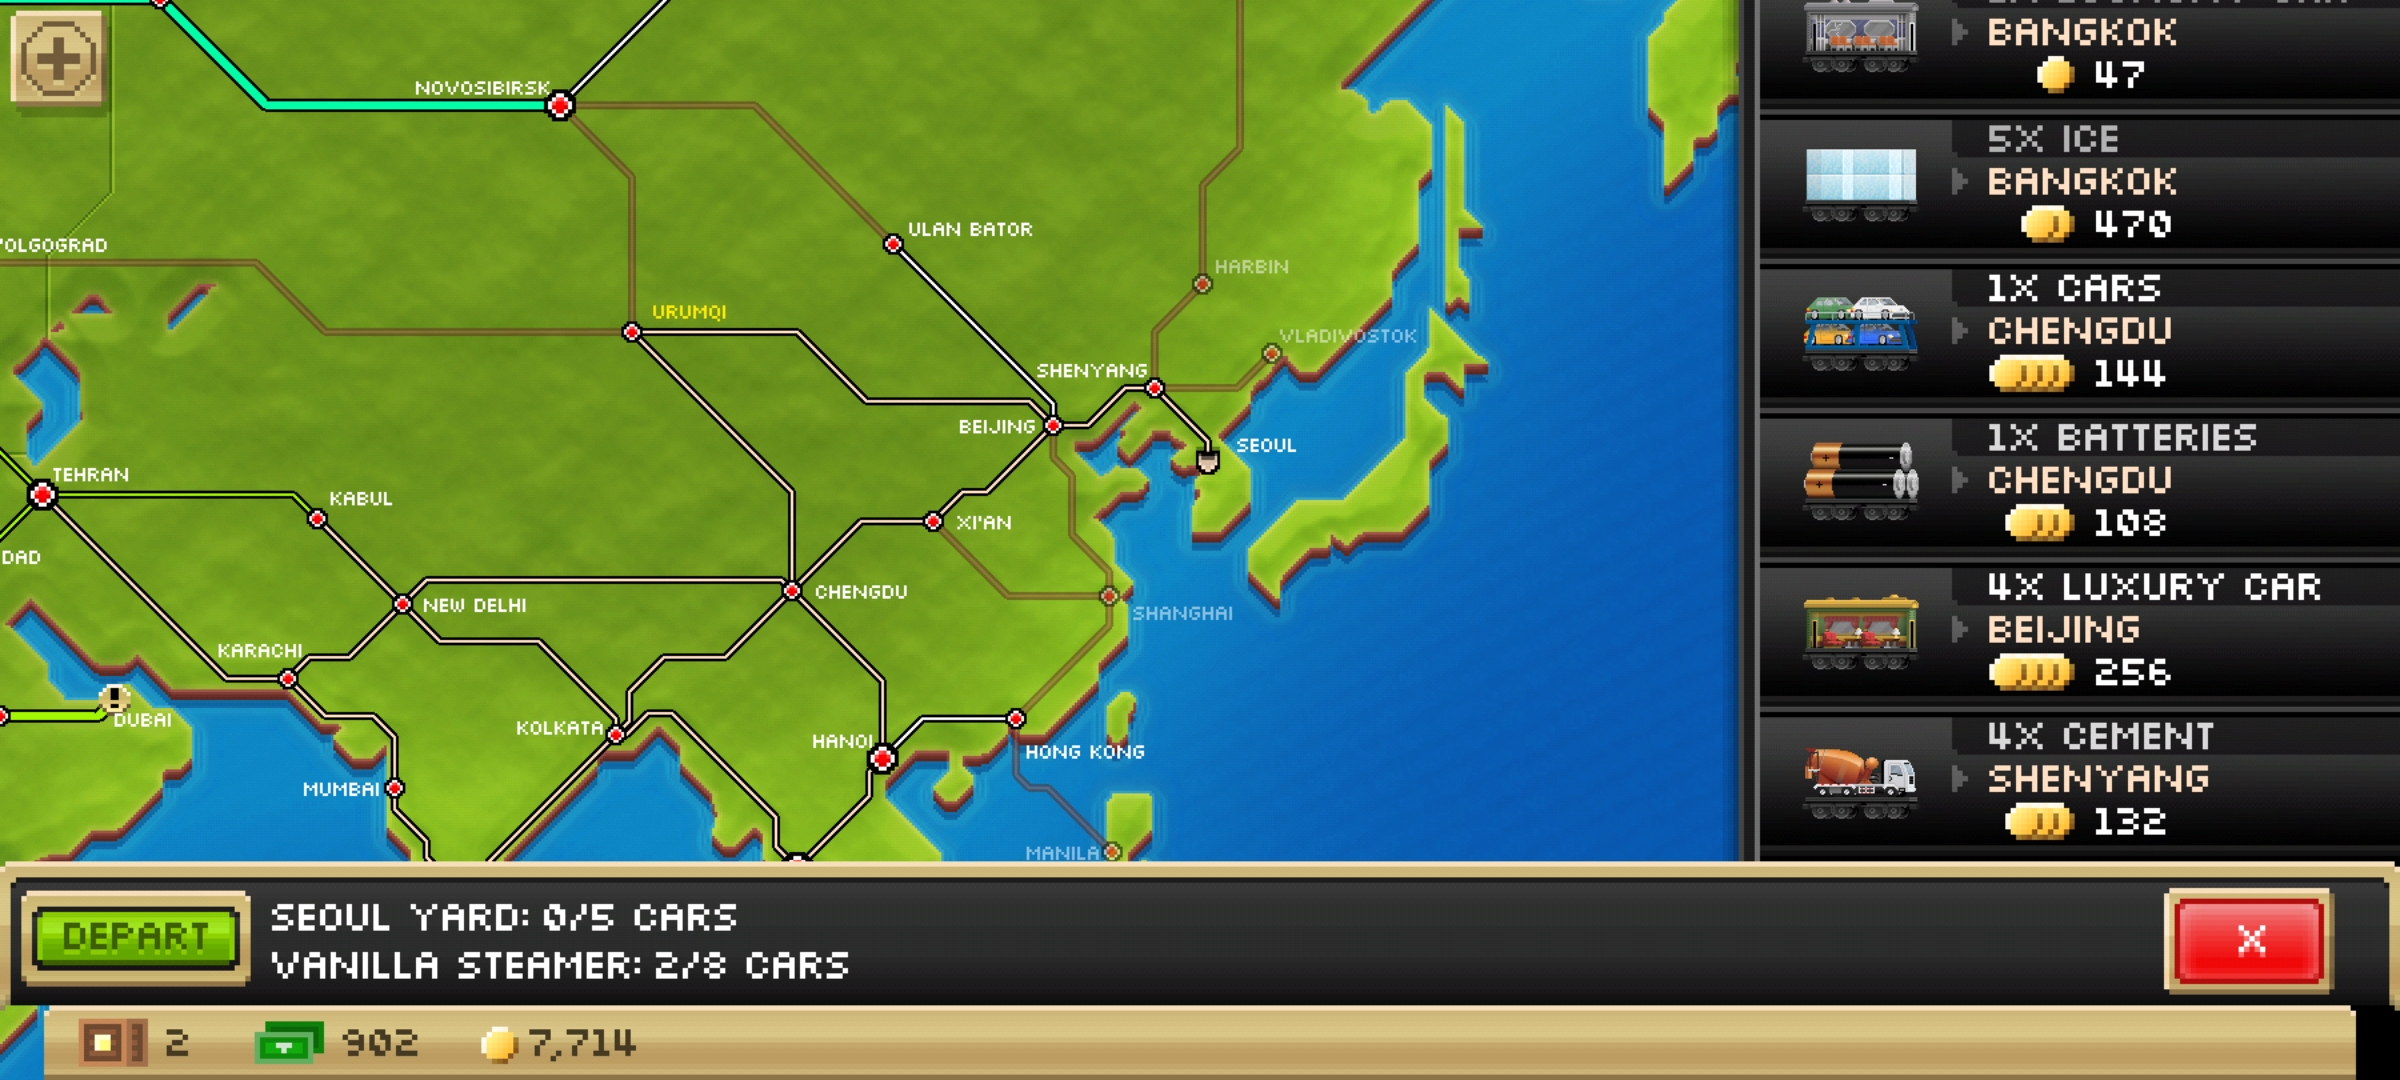 NOVOSIBIRSK
ULAN BATOR
OLGOGRAD
HARBIN
URUMQI
VLADIVOSTOK
SHENYANG
BEIJING
SEOUL
TEHRAN
KABUL
XI'AN
DAD
CHENGDU
NEW DELHI
SHANGHAI
KARACHI
DUBAI
KOLKATA
HANOI
HONG KONG
MUMBAI
MANILA
BANGKOK
47
5X ICE
BANGKOK
470
1X CARS
CHENGDU
144
1X BATTERIES
CHENGDU
108
4X LUXURY CAR
BEIJING
256
4X CEMENT
SHENYANG
132
DEPART
SEOUL YARD: 0/5 CARS
VANILLA STEAMER: 2/8 CARS
X
2
902
7,714